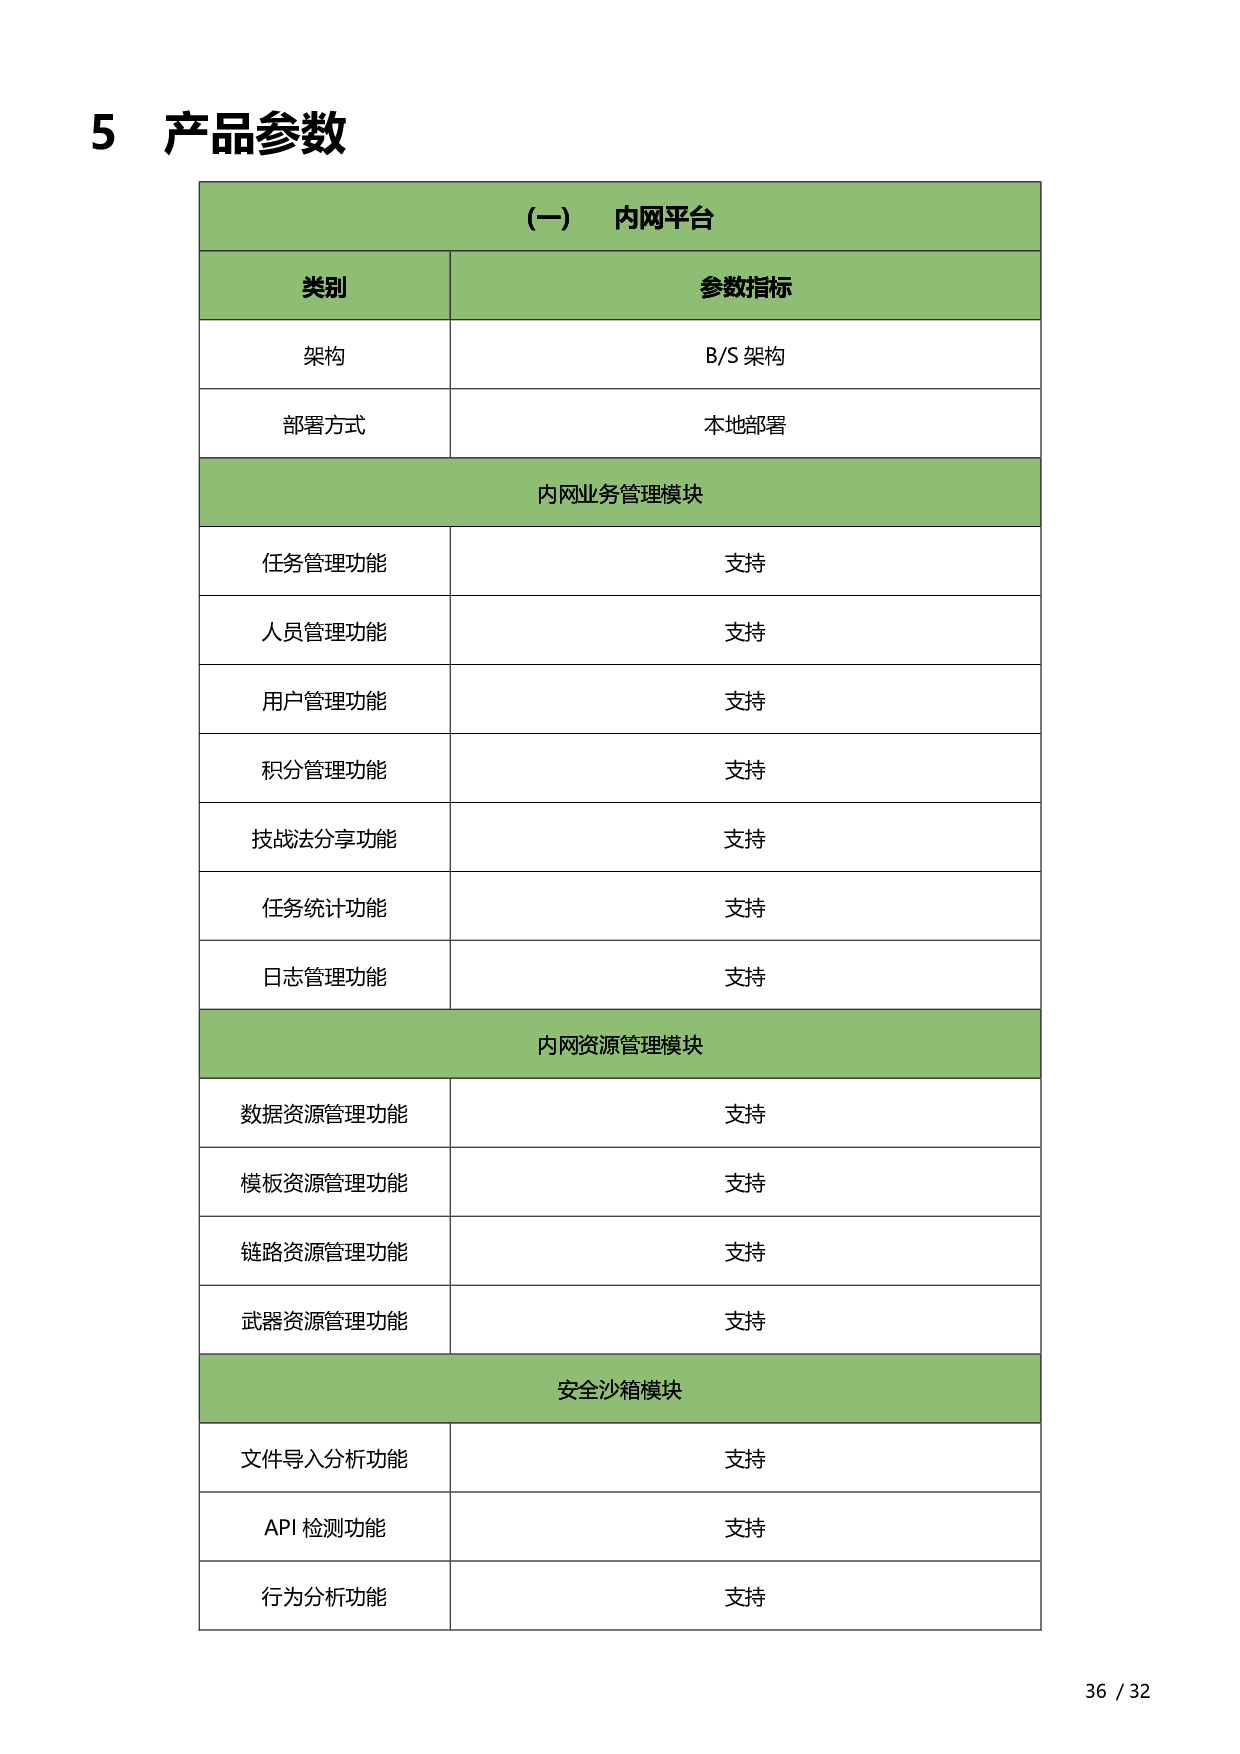 5 产品参数
(一) 内网平台
类别 参数指标
架构 B/S 架构
部署方式 本地部署
内网业务管理模块
任务管理功能 支持
人员管理功能 支持
用户管理功能 支持
积分管理功能 支持
技战法分享功能 支持
任务统计功能 支持
日志管理功能 支持
内网资源管理模块
数据资源管理功能 支持
模板资源管理功能 支持
链路资源管理功能 支持
武器资源管理功能 支持
安全沙箱模块
文件导入分析功能 支持
API 检测功能 支持
行为分析功能 支持
36 / 32